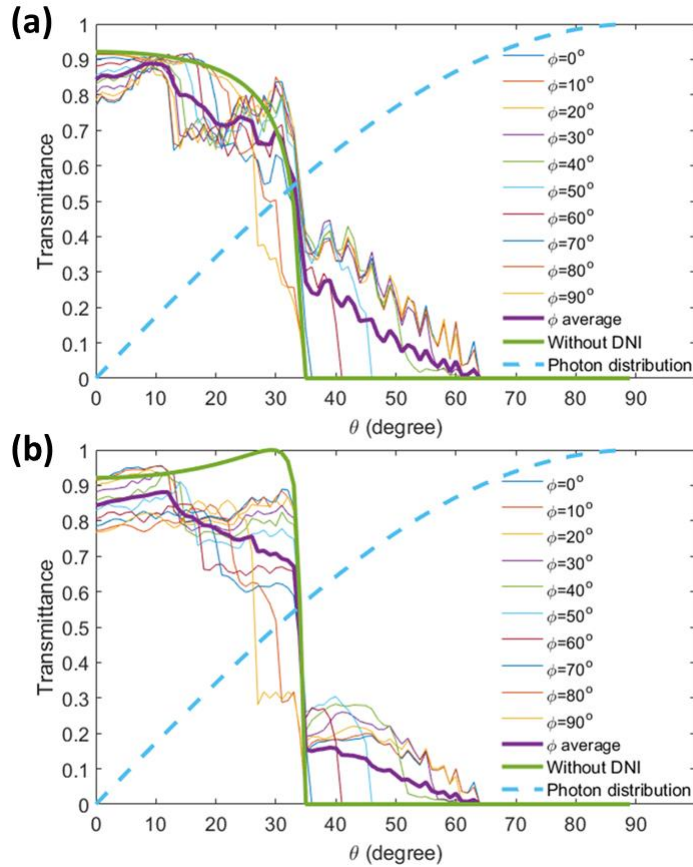 (a)
1
0.9
0.8
0.7
0.6
0.5
0.4
0.3
0.2
0.1
0
Transmittance
0 10 20 30 40 50 60 70 80 90
θ (degree)
ϕ=0°
ϕ=10°
ϕ=20°
ϕ=30°
ϕ=40°
ϕ=50°
ϕ=60°
ϕ=70°
ϕ=80°
ϕ=90°
ϕ average
Without DNI
Photon distribution
(b)
1
0.9
0.8
0.7
0.6
0.5
0.4
0.3
0.2
0.1
0
Transmittance
0 10 20 30 40 50 60 70 80 90
θ (degree)
ϕ=0°
ϕ=10°
ϕ=20°
ϕ=30°
ϕ=40°
ϕ=50°
ϕ=60°
ϕ=70°
ϕ=80°
ϕ=90°
ϕ average
Without DNI
Photon distribution